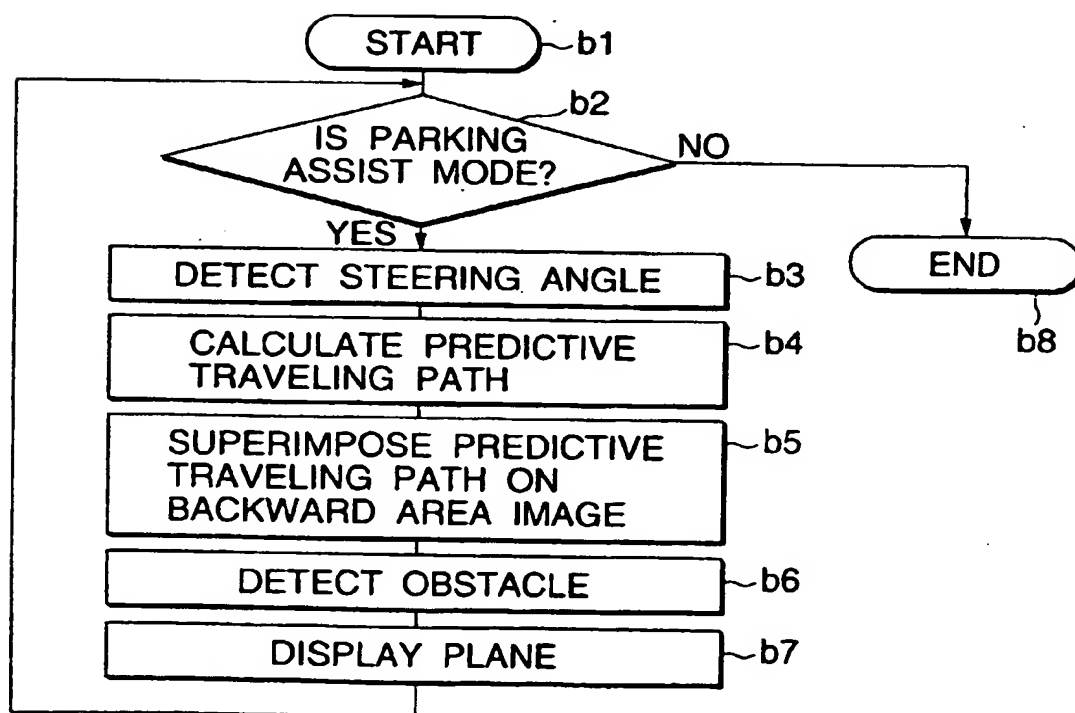 START
b1
b2
IS PARKING
ASSIST MODE?
NO
YES
DETECT STEERING ANGLE
b3
END
b8
CALCULATE PREDICTIVE
TRAVELING PATH
b4
SUPERIMPOSE PREDICTIVE
TRAVELING PATH ON
BACKWARD AREA IMAGE
b5
DETECT OBSTACLE
b6
DISPLAY PLANE
b7